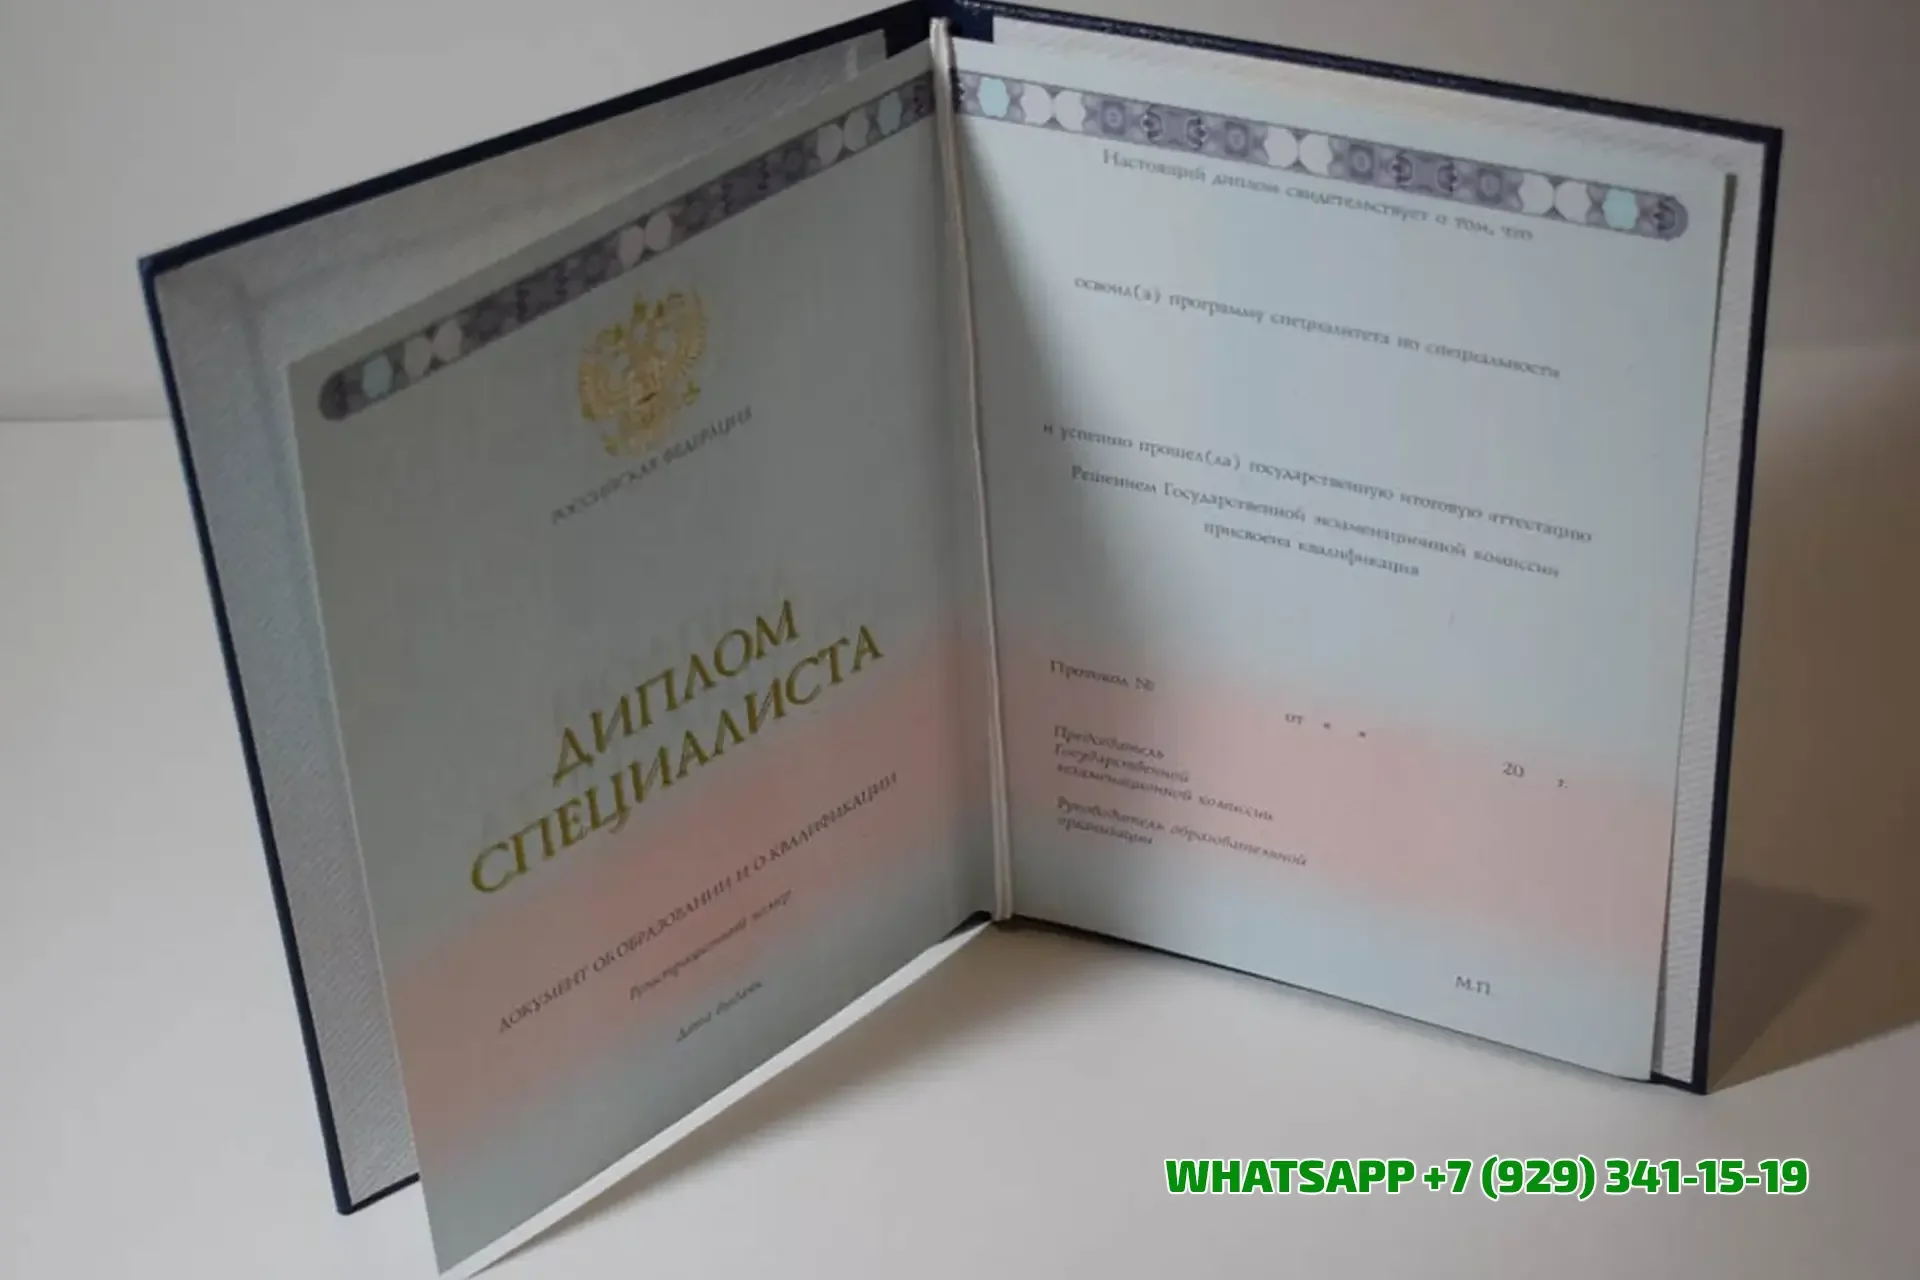 РОССИЙСКАЯ ФЕДЕРАЦИЯ
ДИПЛОМ
СПЕЦИАЛИСТА
ДОКУМЕНТ ОБ ОБРАЗОВАНИИ И О КВАЛИФИКАЦИИ
Регистрационный номер
Дата выдачи
Настоящий диплом свидетельствует о том, что
освоил(а) программу специалитета по специальности
и успешно прошел(ла) государственную итоговую аттестацию
Решением Государственной экзаменационной комиссии
присвоена квалификация
Протокол №
от « » 20 г.
Председатель
Государственной
экзаменационной комиссии
Руководитель образовательной
организации
М.П.
WHATSAPP +7 (929) 341-15-19